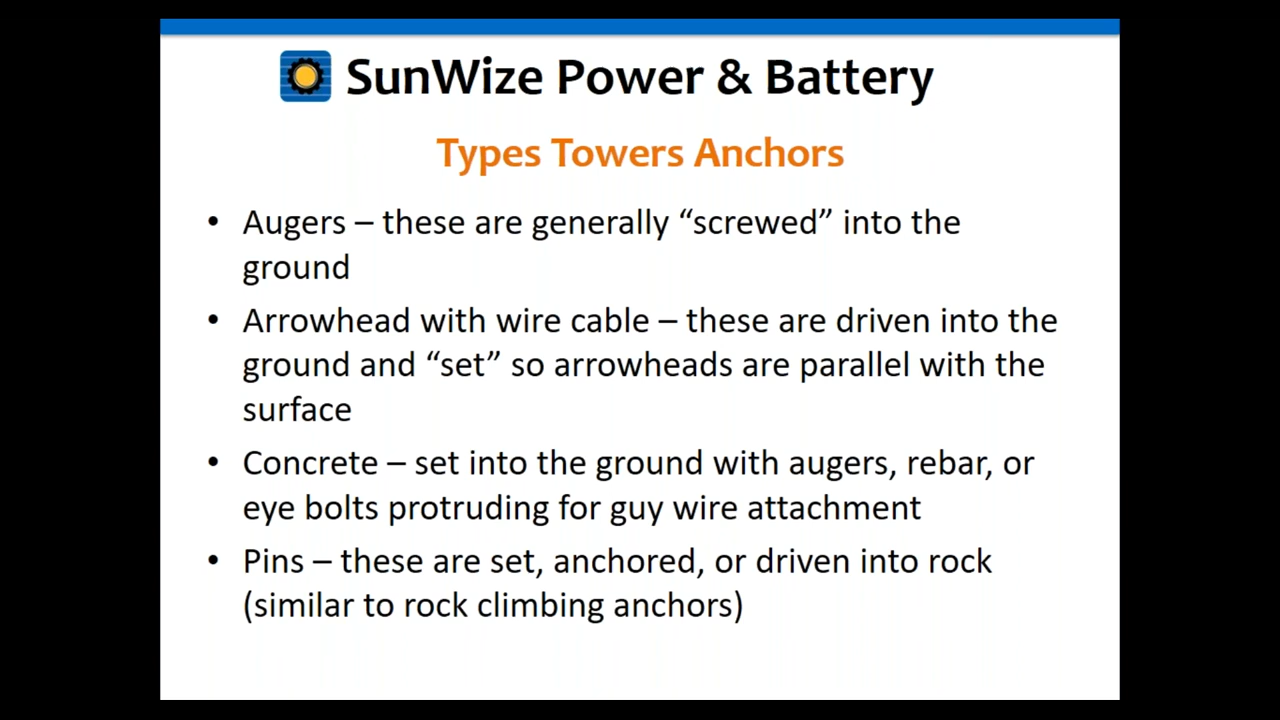 SunWize Power & Battery
Types Towers Anchors
• Augers – these are generally “screwed” into the
ground
• Arrowhead with wire cable – these are driven into the
ground and “set” so arrowheads are parallel with the
surface
• Concrete – set into the ground with augers, rebar, or
eye bolts protruding for guy wire attachment
• Pins – these are set, anchored, or driven into rock
(similar to rock climbing anchors)